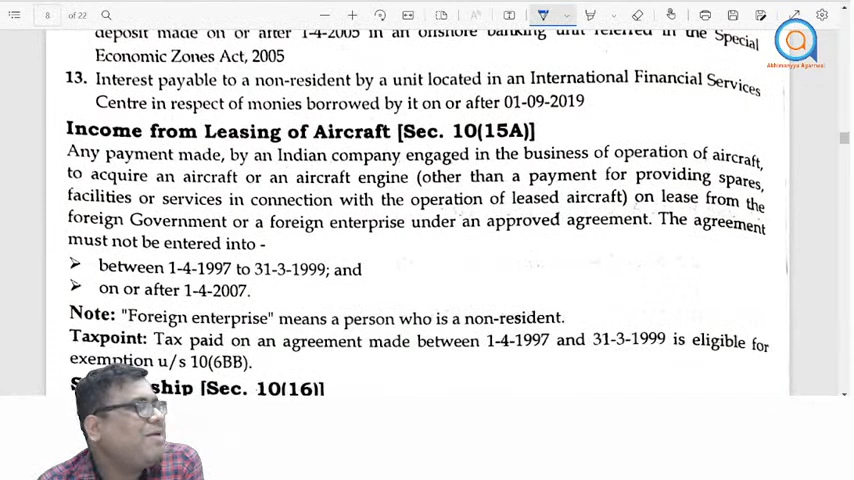 8 of 22
deposit made on or after 1-4-2005 in an offshore banking unit referred in the Special
Economic Zones Act, 2005
13. Interest payable to a non-resident by a unit located in an International Financial Services
Centre in respect of monies borrowed by it on or after 01-09-2019
Income from Leasing of Aircraft [Sec. 10(15A)]
Any payment made, by an Indian company engaged in the business of operation of aircraft,
to acquire an aircraft or an aircraft engine (other than a payment for providing spares,
facilities or services in connection with the operation of leased aircraft) on lease from the
foreign Government or a foreign enterprise under an approved agreement. The agreement
must not be entered into -
➢ between 1-4-1997 to 31-3-1999; and
➢ on or after 1-4-2007.
Note: "Foreign enterprise" means a person who is a non-resident.
Taxpoint: Tax paid on an agreement made between 1-4-1997 and 31-3-1999 is eligible for
exemption u/s 10(6BB).
ship [Sec. 10(16)]
Abhimanyu Agarwal